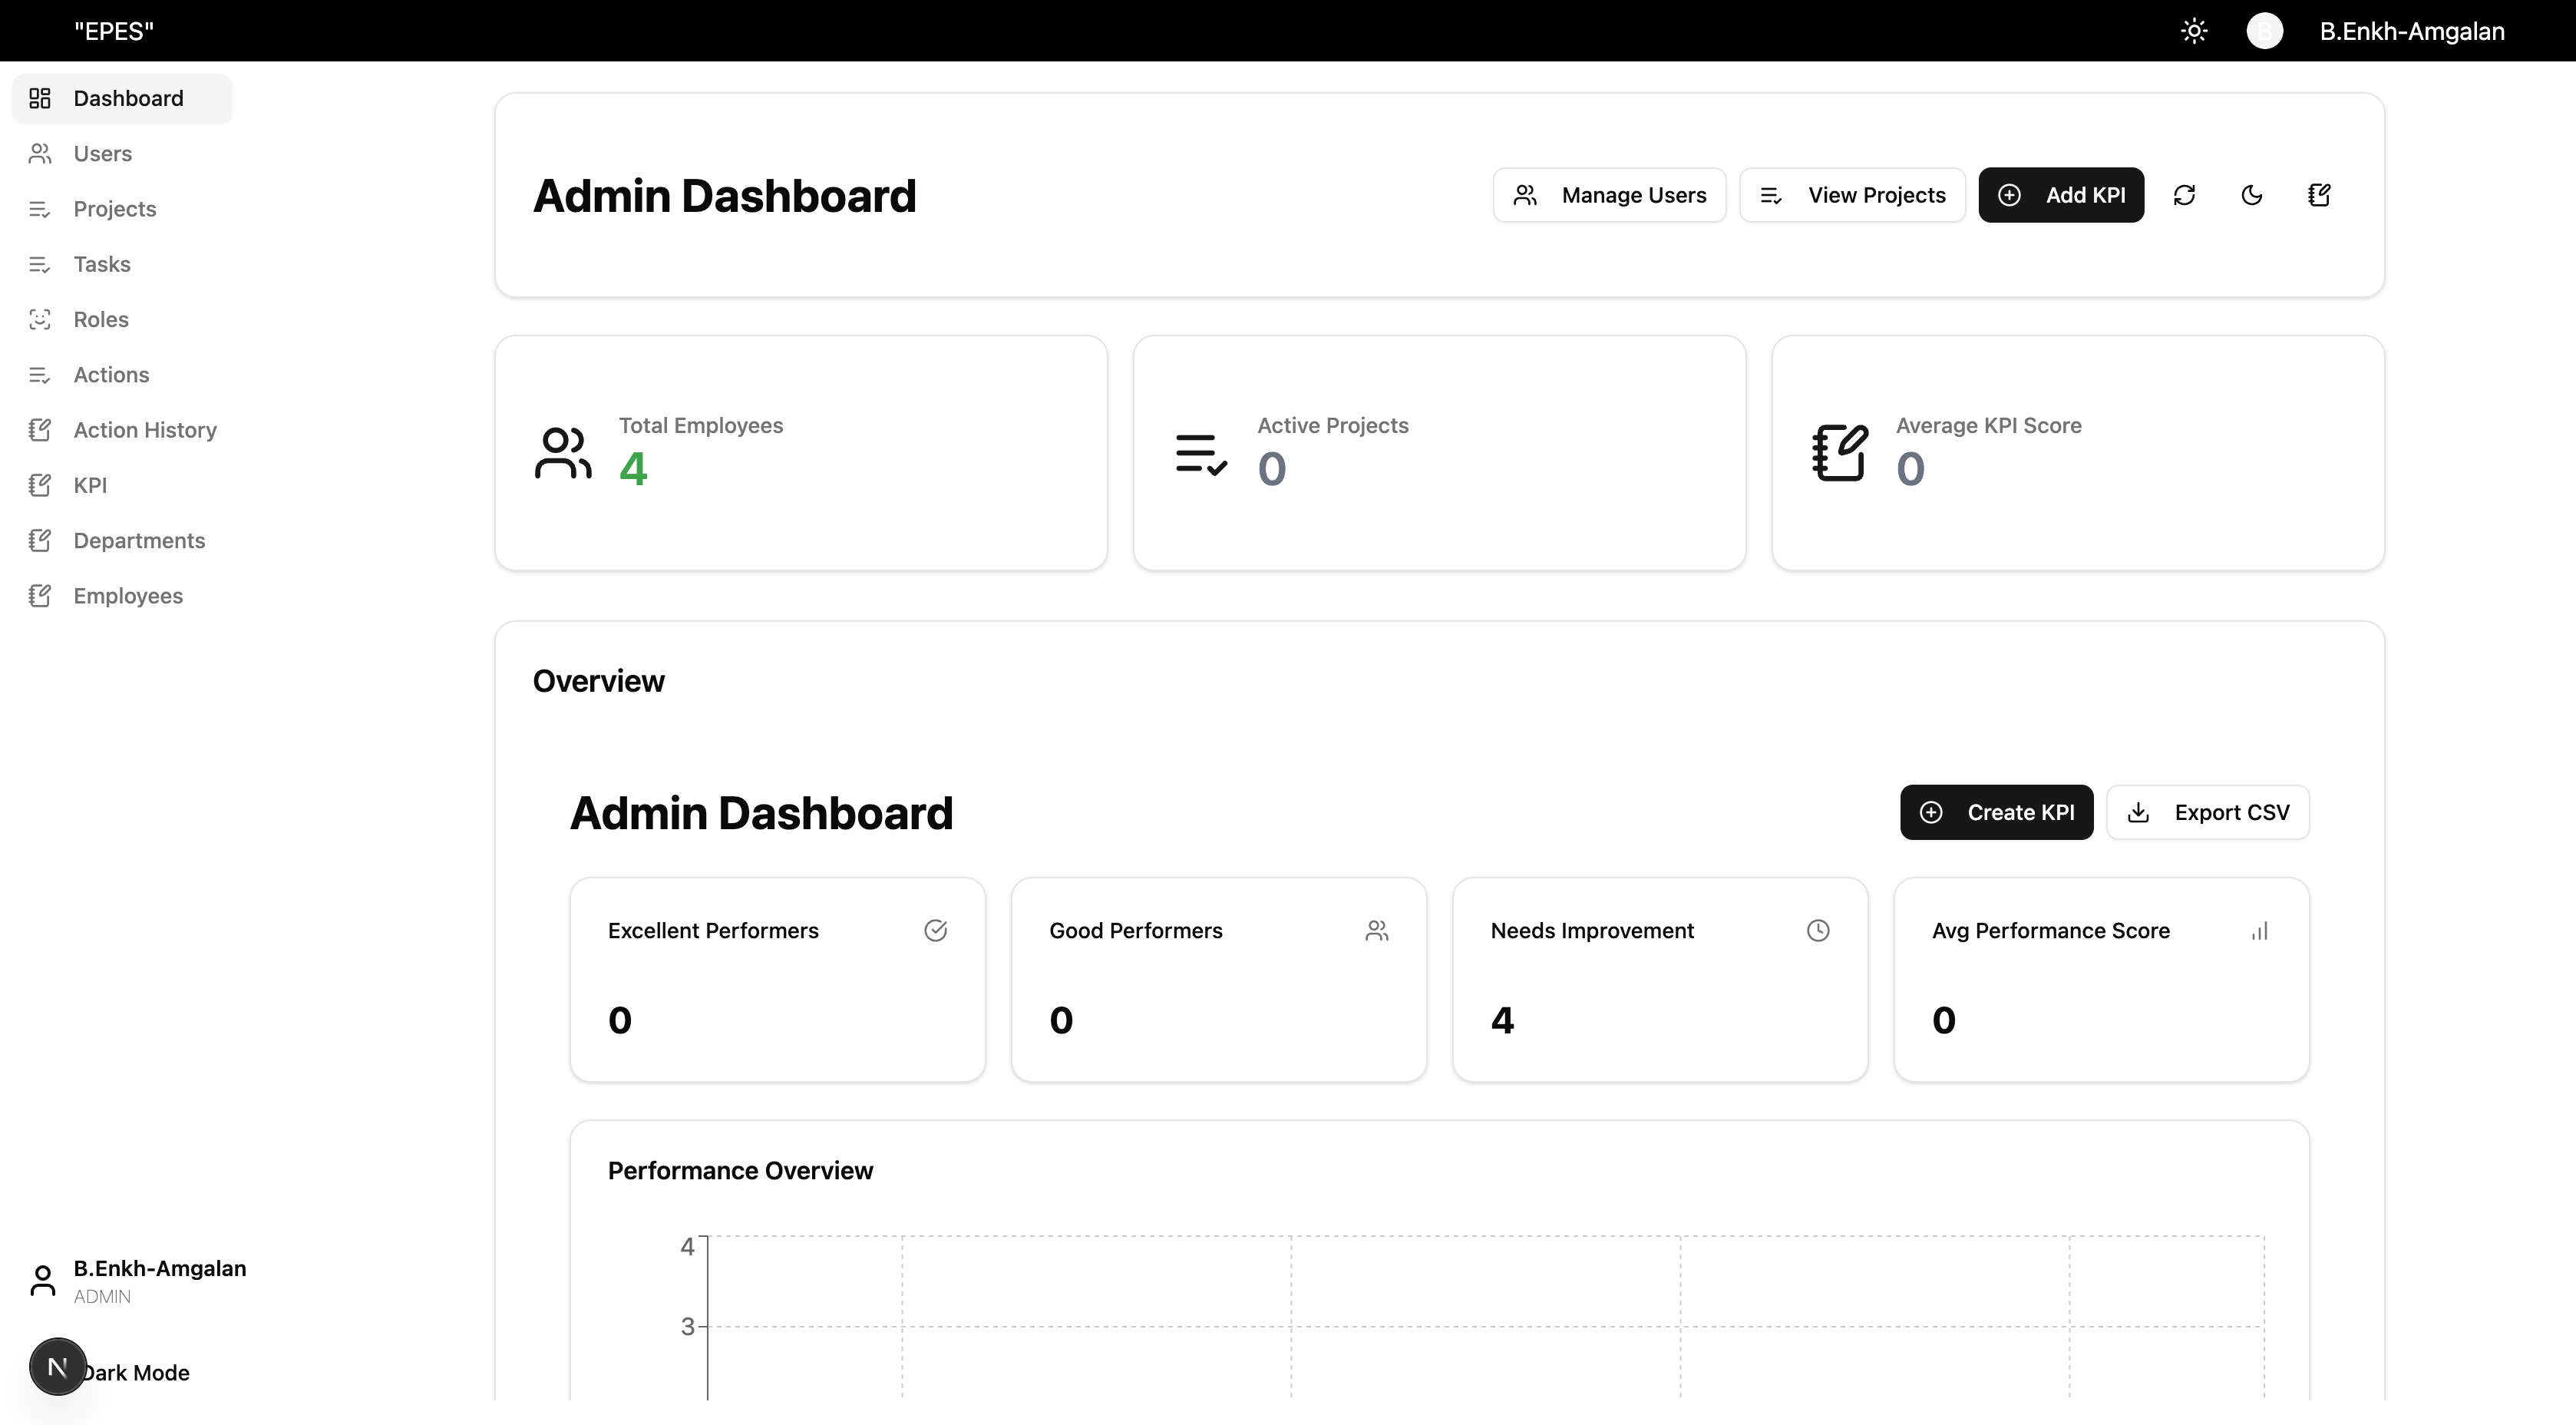 "EPES"
B
B.Enkh-Amgalan
Dashboard
Users
Projects
Tasks
Roles
Actions
Action History
KPI
Departments
Employees
B.Enkh-Amgalan
ADMIN
N
Dark Mode
Admin Dashboard
Manage Users
View Projects
Add KPI
Total Employees
4
Active Projects
0
Average KPI Score
0
Overview
Admin Dashboard
Create KPI
Export CSV
Excellent Performers
0
Good Performers
0
Needs Improvement
4
Avg Performance Score
0
Performance Overview
4
3